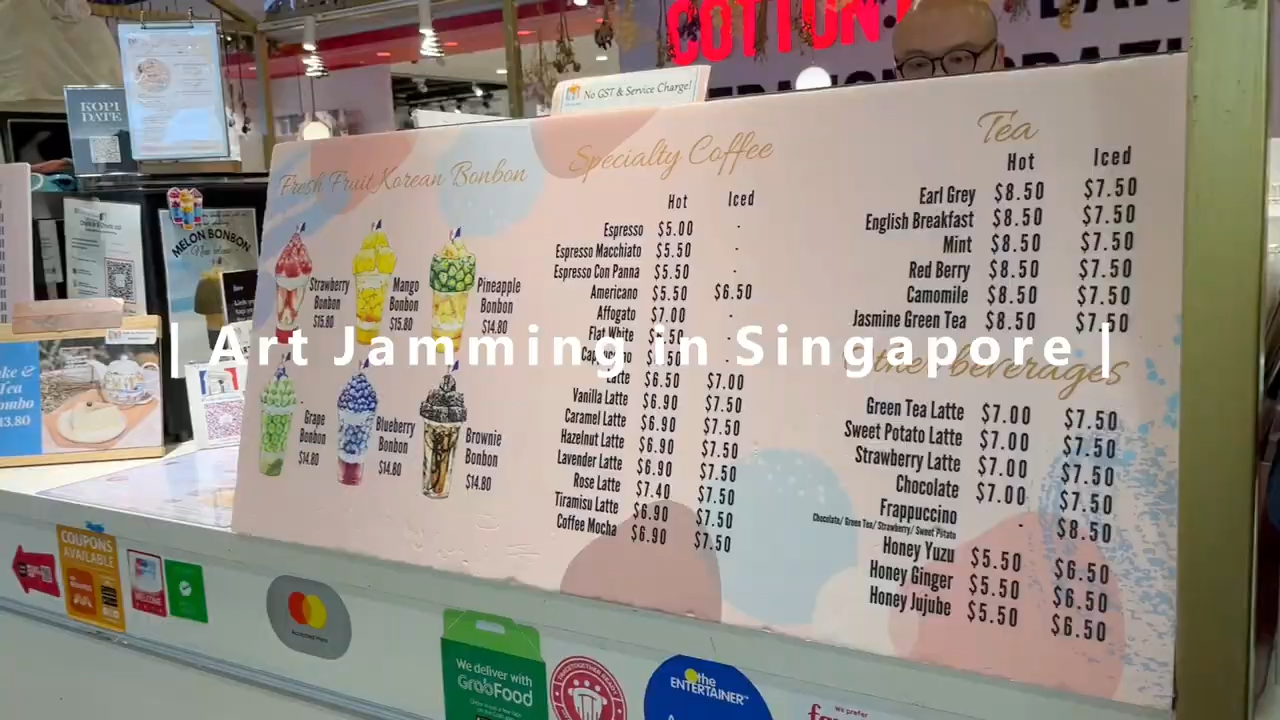 COTTON
No GST & Service Charge!
KOPI
DATE
MELON BONBON
Fresh Fruit Korean Bonbon
Strawberry
Bonbon
$15.80
Mango
Bonbon
$15.80
Pineapple
Bonbon
$14.80
Grape
Bonbon
$14.80
Blueberry
Bonbon
$14.80
Brownie
Bonbon
$14.80
Specialty Coffee
Hot Iced
Espresso $5.00 -
Espresso Macchiato $5.50 -
Espresso Con Panna $5.50 -
Americano $5.50 $6.50
Affogato $7.00 -
Flat White
Latte $6.50 $7.00
Vanilla Latte $6.90 $7.50
Caramel Latte $6.90 $7.50
Hazelnut Latte $6.90 $7.50
Lavender Latte $6.90 $7.50
Rose Latte $7.40 $7.50
Tiramisu Latte $6.90 $7.50
Coffee Mocha $6.90 $7.50
Tea
Hot Iced
Earl Grey $8.50 $7.50
English Breakfast $8.50 $7.50
Mint $8.50 $7.50
Red Berry $8.50 $7.50
Camomile $8.50 $7.50
Jasmine Green Tea $8.50 $7.50
| Art Jamming in Singapore |
beverages
Green Tea Latte $7.00 $7.50
Sweet Potato Latte $7.00 $7.50
Strawberry Latte $7.00 $7.50
Chocolate $7.00 $7.50
Frappuccino - $8.50
Chocolate/ Green Tea/ Strawberry/ Sweet Potato
Honey Yuzu $5.50 $6.50
Honey Ginger $5.50 $6.50
Honey Jujube $5.50 $6.50
Tea
13.80
COUPONS
AVAILABLE
WELCOME
We deliver with
GrabFood
the
ENTERTAINER
We prefer